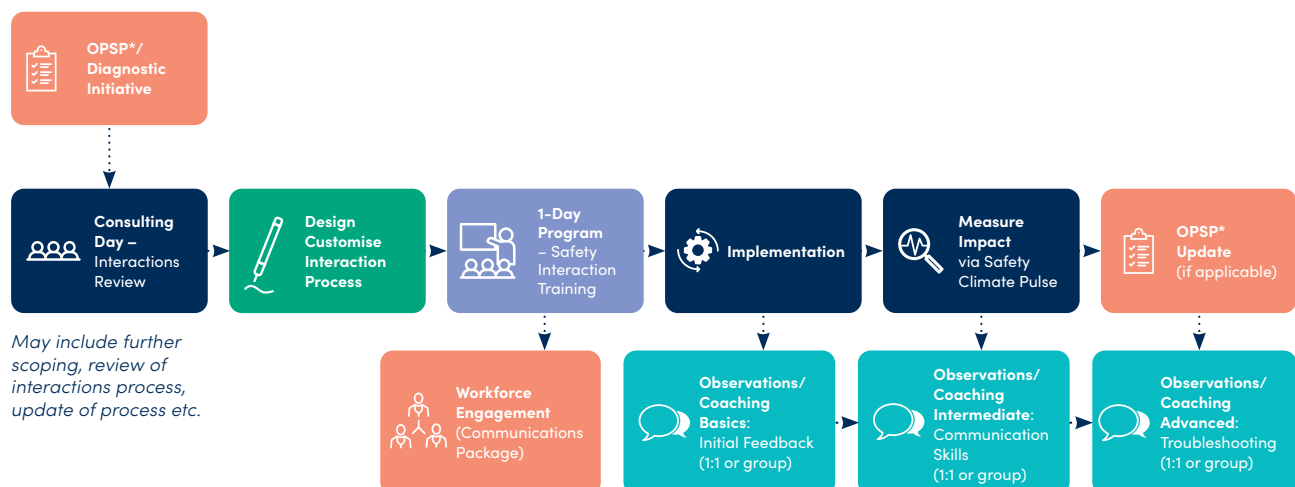 OPSP*/
Diagnostic
Initiative
Consulting
Day –
Interactions
Review
Design
Customise
Interaction
Process
1-Day
Program
– Safety
Interaction
Training
Implementation
Measure
Impact
via Safety
Climate Pulse
OPSP*
Update
(if applicable)
May include further
scoping, review of
interactions process,
update of process etc.
Workforce
Engagement
(Communications
Package)
Observations/
Coaching
Basics:
Initial Feedback
(1:1 or group)
Observations/
Coaching
Intermediate:
Communication
Skills
(1:1 or group)
Observations/
Coaching
Advanced:
Troubleshooting
(1:1 or group)